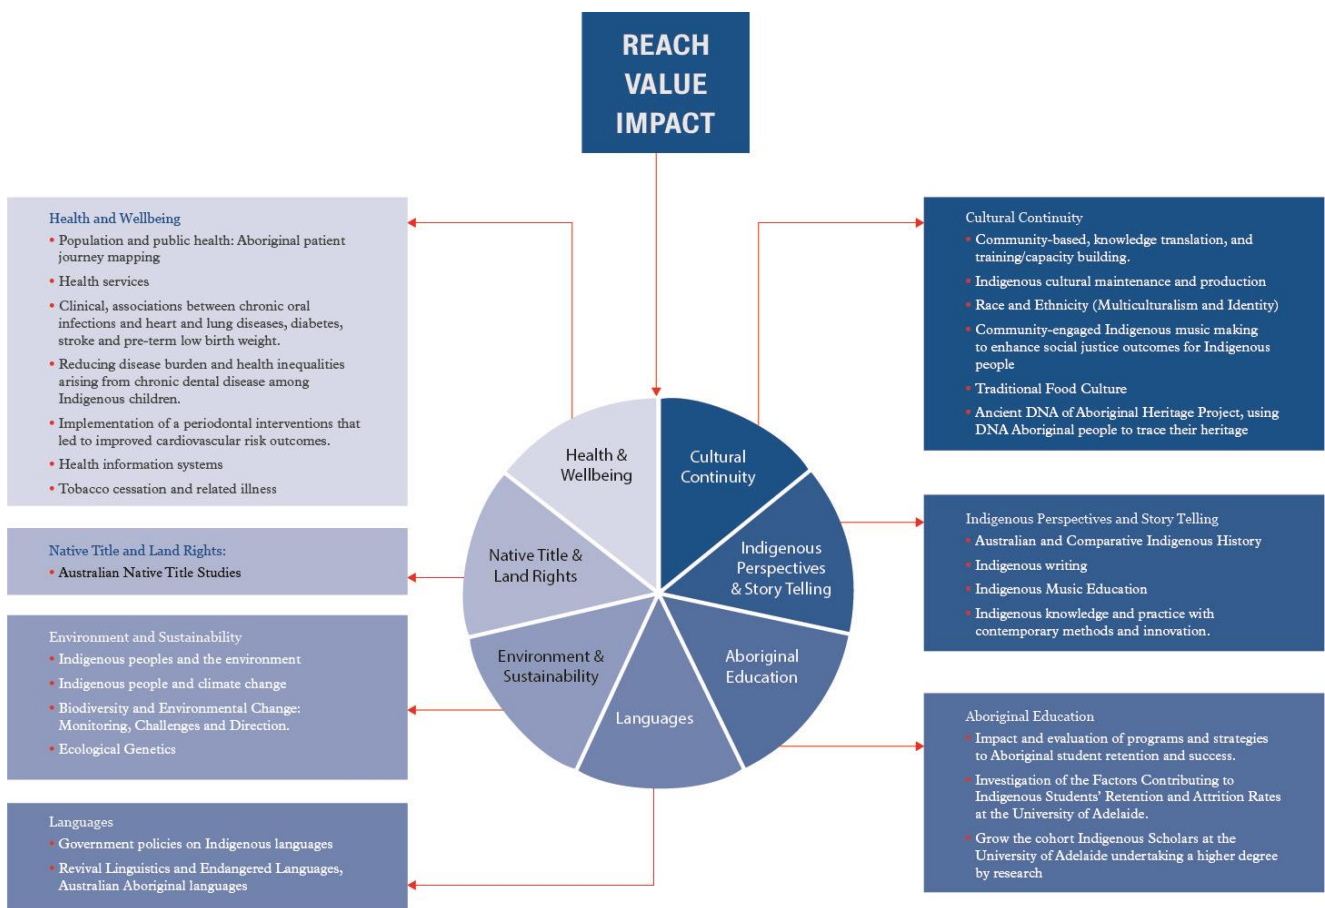 REACH
VALUE
IMPACT
Health and Wellbeing
• Population and public health: Aboriginal patient
journey mapping
• Health services
• Clinical, associations between chronic oral
infections and heart and lung diseases, diabetes,
stroke and pre-term low birth weight.
• Reducing disease burden and health inequalities
arising from chronic dental disease among
Indigenous children.
• Implementation of a periodontal interventions that
led to improved cardiovascular risk outcomes.
• Health information systems
• Tobacco cessation and related illness
Native Title and Land Rights:
• Australian Native Title Studies
Environment and Sustainability
• Indigenous peoples and the environment
• Indigenous people and climate change
• Biodiversity and Environmental Change:
Monitoring, Challenges and Direction.
• Ecological Genetics
Languages
• Government policies on Indigenous languages
• Revival Linguistics and Endangered Languages,
Australian Aboriginal languages
Health &
Wellbeing
Cultural
Continuity
Native Title &
Land Rights
Indigenous
Perspectives
& Story Telling
Environment &
Sustainability
Aboriginal
Education
Languages
Cultural Continuity
• Community-based, knowledge translation, and
training/capacity building.
• Indigenous cultural maintenance and production
• Race and Ethnicity (Multiculturalism and Identity)
• Community-engaged Indigenous music making
to enhance social justice outcomes for Indigenous
people
• Traditional Food Culture
• Ancient DNA of Aboriginal Heritage Project, using
DNA Aboriginal people to trace their heritage
Indigenous Perspectives and Story Telling
• Australian and Comparative Indigenous History
• Indigenous writing
• Indigenous Music Education
• Indigenous knowledge and practice with
contemporary methods and innovation.
Aboriginal Education
• Impact and evaluation of programs and strategies
to Aboriginal student retention and success.
• Investigation of the Factors Contributing to
Indigenous Students' Retention and Attrition Rates
at the University of Adelaide.
• Grow the cohort Indigenous Scholars at the
University of Adelaide undertaking a higher degree
by research